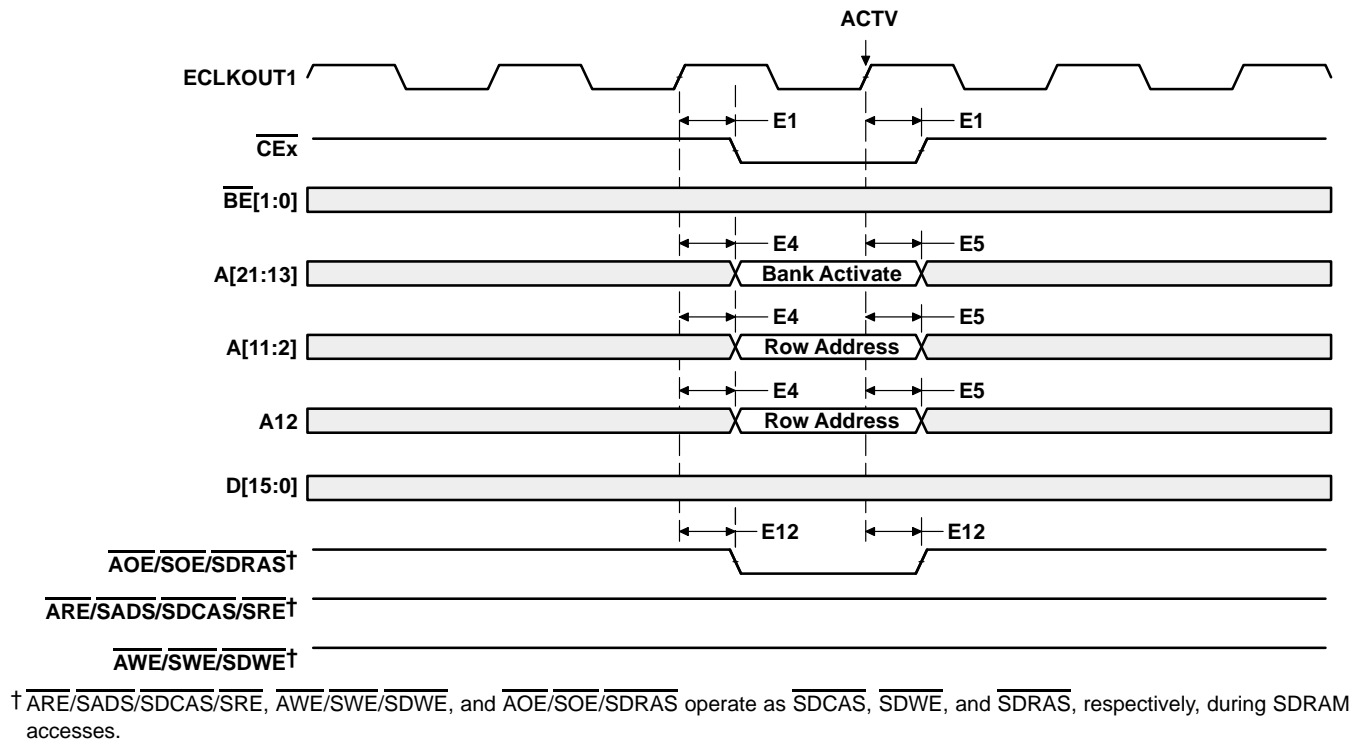 ACTV
ECLKOUT1
E1 E1
CEx
BE[1:0]
E4 E5
A[21:13] Bank Activate
E4 E5
A[11:2] Row Address
E4 E5
A12 Row Address
D[15:0]
E12 E12
AOE/SOE/SDRAS†
ARE/SADS/SDCAS/SRE†
AWE/SWE/SDWE†
† ARE/SADS/SDCAS/SRE, AWE/SWE/SDWE, and AOE/SOE/SDRAS operate as SDCAS, SDWE, and SDRAS, respectively, during SDRAM
accesses.